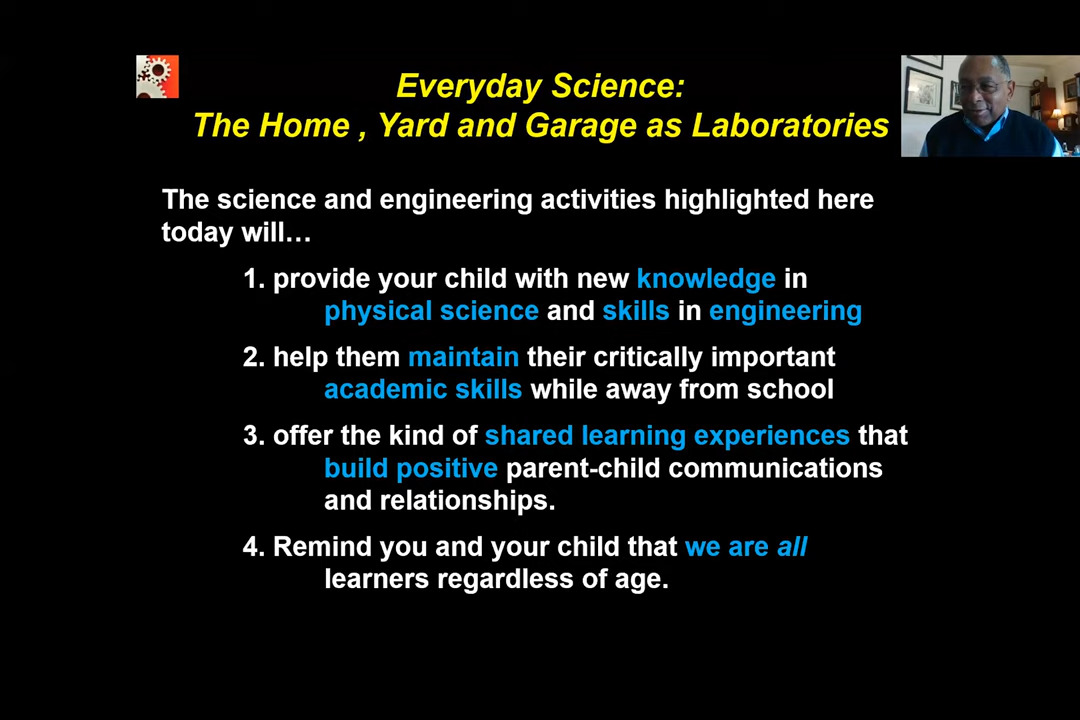 Everyday Science:
The Home , Yard and Garage as Laboratories
The science and engineering activities highlighted here
today will…
1. provide your child with new knowledge in
physical science and skills in engineering
2. help them maintain their critically important
academic skills while away from school
3. offer the kind of shared learning experiences that
build positive parent-child communications
and relationships.
4. Remind you and your child that we are all
learners regardless of age.